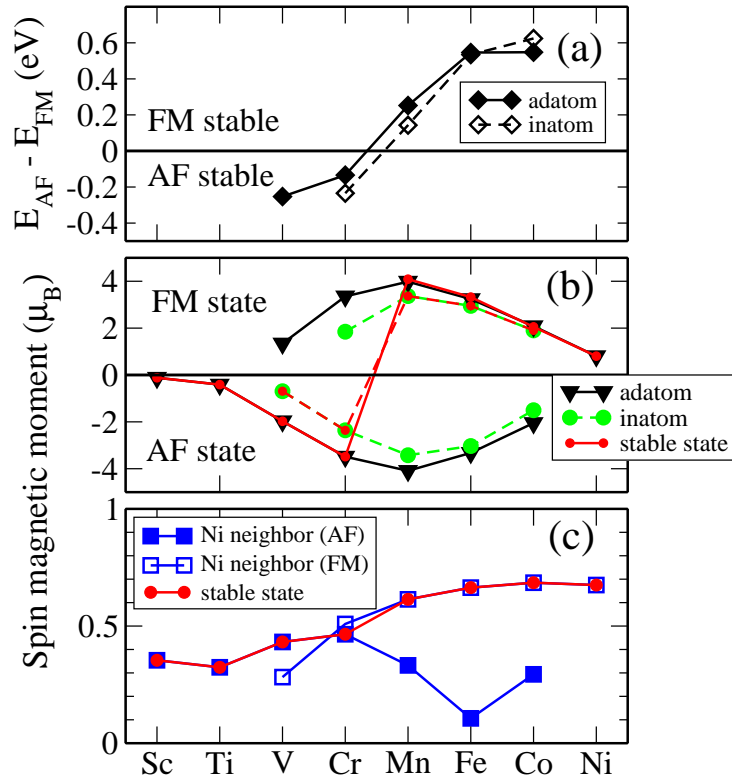 E_AF - E_FM (eV)
0.6
0.4
0.2
0
-0.2
-0.4
(a)
FM stable
AF stable
adatom
inatom
Spin magnetic moment (μ_B)
4
2
0
-2
-4
(b)
FM state
AF state
adatom
inatom
stable state
1
0.5
0
(c)
Ni neighbor (AF)
Ni neighbor (FM)
stable state
Sc Ti V Cr Mn Fe Co Ni